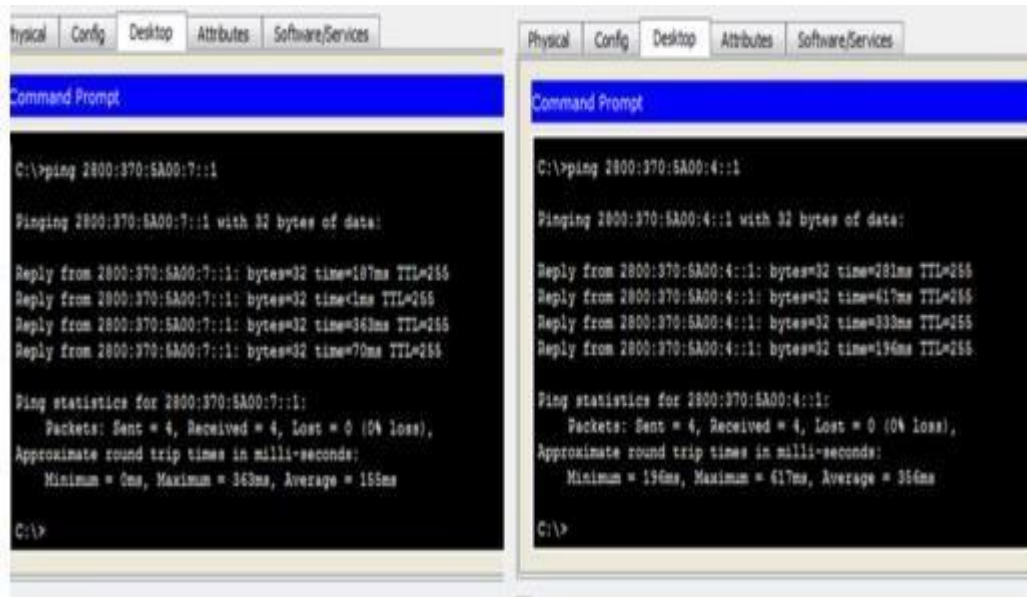 Physical Config Desktop Attributes Software/Services
Command Prompt
C:\>ping 2800:370:5A00:7::1
Pinging 2800:370:5A00:7::1 with 32 bytes of data:
Reply from 2800:370:5A00:7::1: bytes=32 time=187ms TTL=255
Reply from 2800:370:5A00:7::1: bytes=32 time<1ms TTL=255
Reply from 2800:370:5A00:7::1: bytes=32 time=363ms TTL=255
Reply from 2800:370:5A00:7::1: bytes=32 time=70ms TTL=255
Ping statistics for 2800:370:5A00:7::1:
Packets: Sent = 4, Received = 4, Lost = 0 (0% loss),
Approximate round trip times in milli-seconds:
Minimum = 0ms, Maximum = 363ms, Average = 155ms
C:\>
Physical Config Desktop Attributes Software/Services
Command Prompt
C:\>ping 2800:370:5A00:4::1
Pinging 2800:370:5A00:4::1 with 32 bytes of data:
Reply from 2800:370:5A00:4::1: bytes=32 time=281ms TTL=255
Reply from 2800:370:5A00:4::1: bytes=32 time=617ms TTL=255
Reply from 2800:370:5A00:4::1: bytes=32 time=333ms TTL=255
Reply from 2800:370:5A00:4::1: bytes=32 time=196ms TTL=255
Ping statistics for 2800:370:5A00:4::1:
Packets: Sent = 4, Received = 4, Lost = 0 (0% loss),
Approximate round trip times in milli-seconds:
Minimum = 196ms, Maximum = 617ms, Average = 356ms
C:\>